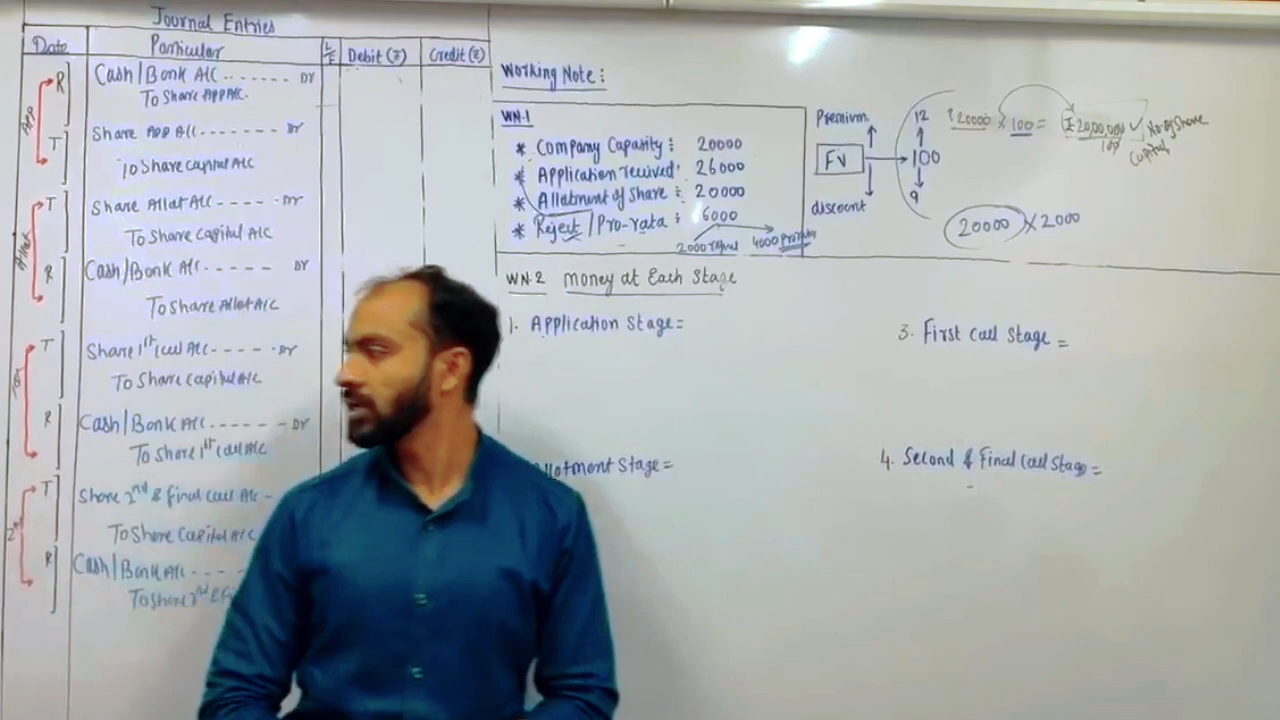 Journal Entries
Date Particular L/F Debit (₹) Credit (₹)
APP
R Cash/Bank A/C ....... Dr
To Share APP A/C.
T Share APP A/C ....... Dr
To Share Capital A/C
Allot
T Share Allot A/C ----- Dr
To Share Capital A/C
R Cash/Bank A/C ----- Dr
To Share Allot A/C
T Share 1st Call A/C ---- Dr
To Share Capital A/C
R Cash/Bank A/C ------- Dr
To Share 1st Call A/C
2nd
T Share 2nd & Final Call A/C -
To Share Capital A/C
R Cash/Bank A/C ----
To Share 2nd & Fi
Working Note :
WN.1
* Company Capacity : 20000
* Application received : 26000
* Allotment of Share : 20000
* Reject / Pro-rata : 6000
2000 4000 Prorata
Premium
FV
discount
12
100
9
₹20000 × 100 = ₹ 20,00,000 ✓ No. of Share
Capital
20000 × 2000
WN.2 Money at Each Stage
1. Application Stage =
lotment Stage =
3. First Call Stage =
4. Second & Final Call Stage =